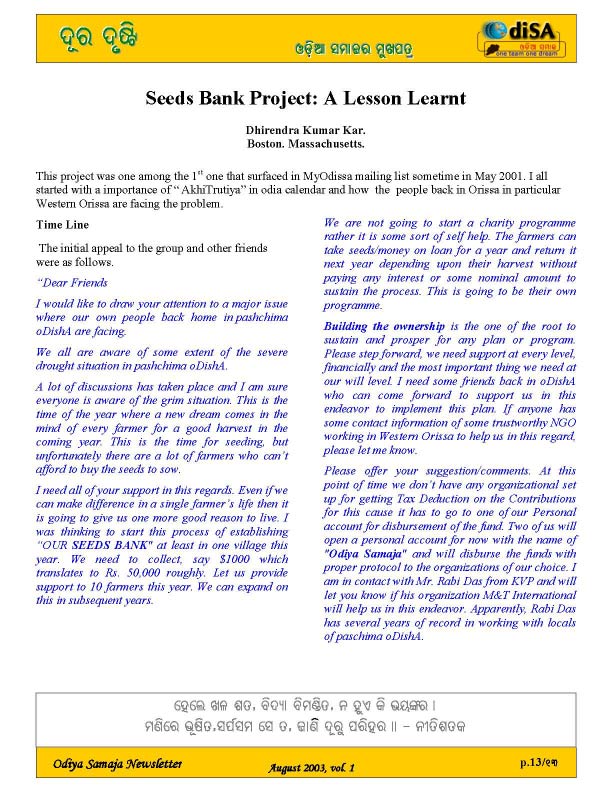 ଦୂର ଦୃଷ୍ଟି
ଓଡ଼ିଆ ସମାଜର ମୁଖପତ୍ର
OdiSA
ଓଡ଼ିଆ ସମାଜ
one team one dream
Seeds Bank Project: A Lesson Learnt
Dhirendra Kumar Kar.
Boston. Massachusetts.
This project was one among the 1st one that surfaced in MyOdissa mailing list sometime in May 2001. I all
started with a importance of “ AkhiTrutiya” in odia calendar and how the people back in Orissa in particular
Western Orissa are facing the problem.
Time Line
The initial appeal to the group and other friends
were as follows.
“Dear Friends
I would like to draw your attention to a major issue
where our own people back home in pashchima
oDishA are facing.
We all are aware of some extent of the severe
drought situation in pashchima oDishA.
A lot of discussions has taken place and I am sure
everyone is aware of the grim situation. This is the
time of the year where a new dream comes in the
mind of every farmer for a good harvest in the
coming year. This is the time for seeding, but
unfortunately there are a lot of farmers who can’t
afford to buy the seeds to sow.
I need all of your support in this regards. Even if we
can make difference in a single farmer’s life then it
is going to give us one more good reason to live. I
was thinking to start this process of establishing
“OUR SEEDS BANK" at least in one village this
year. We need to collect, say $1000 which
translates to Rs. 50,000 roughly. Let us provide
support to 10 farmers this year. We can expand on
this in subsequent years.
We are not going to start a charity programme
rather it is some sort of self help. The farmers can
take seeds/money on loan for a year and return it
next year depending upon their harvest without
paying any interest or some nominal amount to
sustain the process. This is going to be their own
programme.
Building the ownership is the one of the root to
sustain and prosper for any plan or program.
Please step forward, we need support at every level,
financially and the most important thing we need at
our will level. I need some friends back in oDishA
who can come forward to support us in this
endeavor to implement this plan. If anyone has
some contact information of some trustworthy NGO
working in Western Orissa to help us in this regard,
please let me know.
Please offer your suggestion/comments. At this
point of time we don’t have any organizational set
up for getting Tax Deduction on the Contributions
for this cause it has to go to one of our Personal
account for disbursement of the fund. Two of us will
open a personal account for now with the name of
"Odiya Samaja" and will disburse the funds with
proper protocol to the organizations of our choice. I
am in contact with Mr. Rabi Das from KVP and will
let you know if his organization M&T International
will help us in this endeavor. Apparently, Rabi Das
has several years of record in working with locals
of paschima oDishA.
ହେଲେ ଖଳ ଶତ, ବିଦ୍ୟା ବିମଣ୍ଡିତ, ନ ହୁଏ କି ଭୟଙ୍କର ।
ମଣିରେ ଭୂଷିତ,ସର୍ପସମ ସେ ତ, ଜାଣି ଦୂରୁ ପରିହର ॥ – ନୀତିଶତକ
Odiya Samaja Newsletter
August 2003, vol. 1
p.13/୧୩